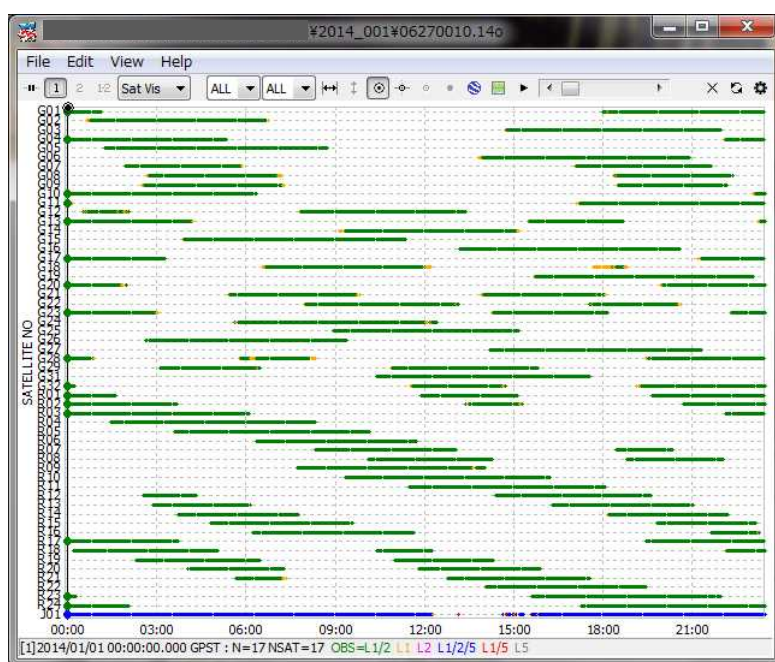 ¥2014_001¥06270010.14o
File Edit View Help
1 2 1-2 Sat Vis ALL ALL
SATELLITE NO
G01
G02
G03
G04
G05
G06
G07
G08
G09
G10
G11
G12
G13
G14
G15
G16
G17
G18
G19
G20
G21
G22
G23
G24
G25
G26
G27
G28
G29
G31
G32
R01
R02
R03
R04
R05
R06
R07
R08
R09
R10
R11
R12
R13
R14
R15
R16
R17
R18
R19
R20
R21
R22
R23
R24
J01
00:00 03:00 06:00 09:00 12:00 15:00 18:00 21:00
[1]2014/01/01 00:00:00.000 GPST : N=17 NSAT=17 OBS=L1/2 L1 L2 L1/2/5 L1/5 L5